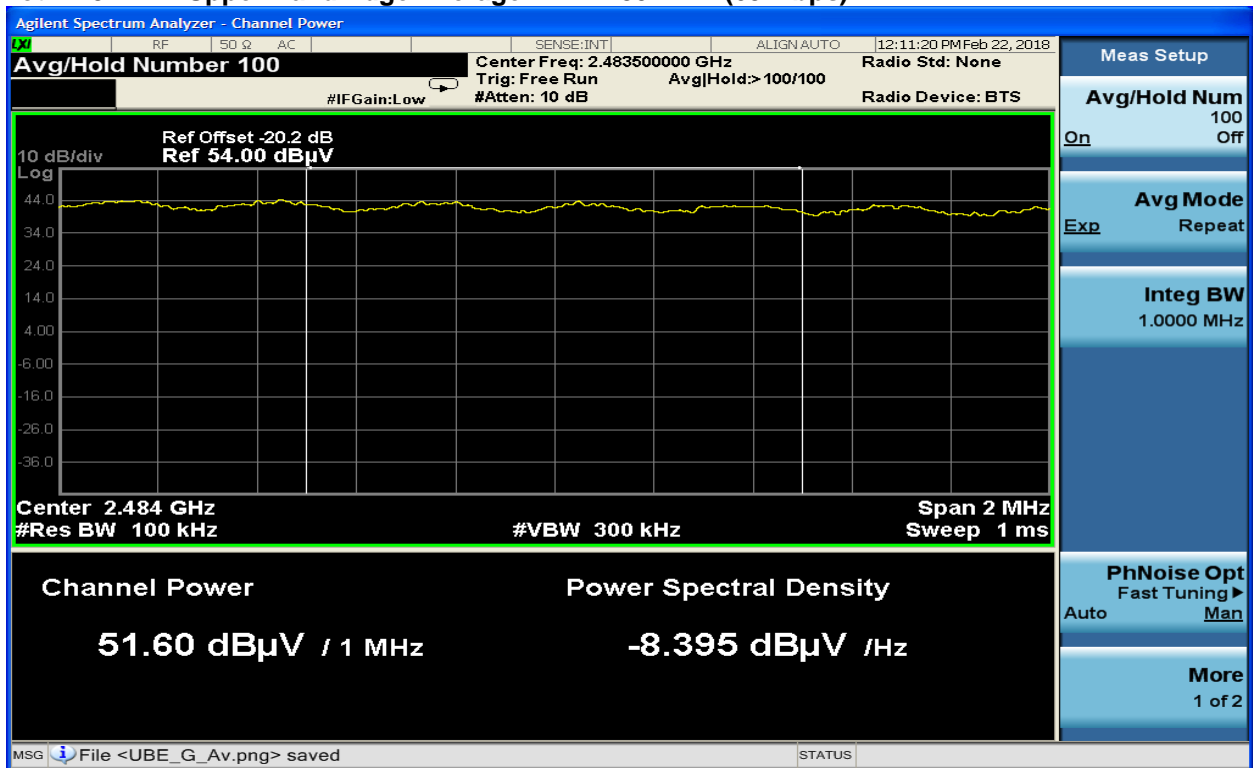 Agilent Spectrum Analyzer - Channel Power
LXI RF 50 Ω AC SENSE:INT ALIGN AUTO 12:11:20 PM Feb 22, 2018
Avg/Hold Number 100
Center Freq: 2.483500000 GHz
Radio Std: None
Trig: Free Run Avg|Hold:>100/100
#IFGain:Low
#Atten: 10 dB
Radio Device: BTS
Ref Offset -20.2 dB
10 dB/div Ref 54.00 dBµV
Log
44.0
34.0
24.0
14.0
4.00
-6.00
-16.0
-26.0
-36.0
Center 2.484 GHz Span 2 MHz
#Res BW 100 kHz #VBW 300 kHz Sweep 1 ms
Channel Power Power Spectral Density
51.60 dBµV / 1 MHz -8.395 dBµV /Hz
Meas Setup
Avg/Hold Num
100
On Off
Avg Mode
Exp Repeat
Integ BW
1.0000 MHz
PhNoise Opt
Fast Tuning▶
Auto Man
More
1 of 2
MSG File <UBE_G_Av.png> saved STATUS